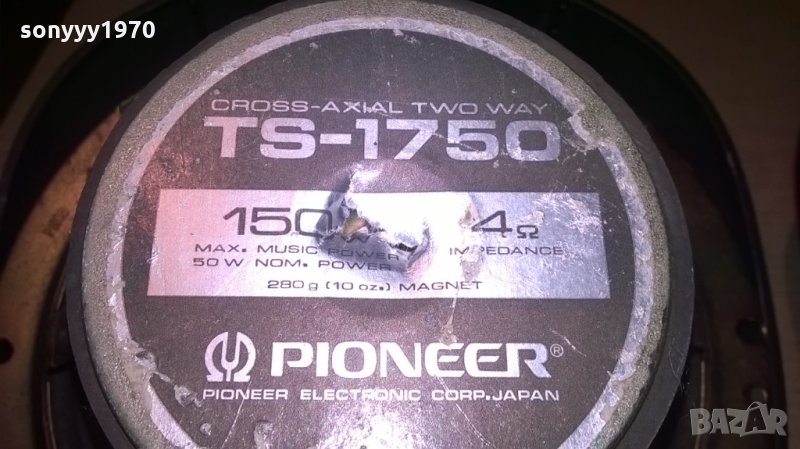 sonyyy1970
CROSS-AXIAL TWO WAY
TS-1750
150 4Ω
MAX. MUSIC POWER IMPEDANCE
50 W NOM. POWER
280 g (10 oz.) MAGNET
PIONEER®
PIONEER ELECTRONIC CORP. JAPAN
BAZAR